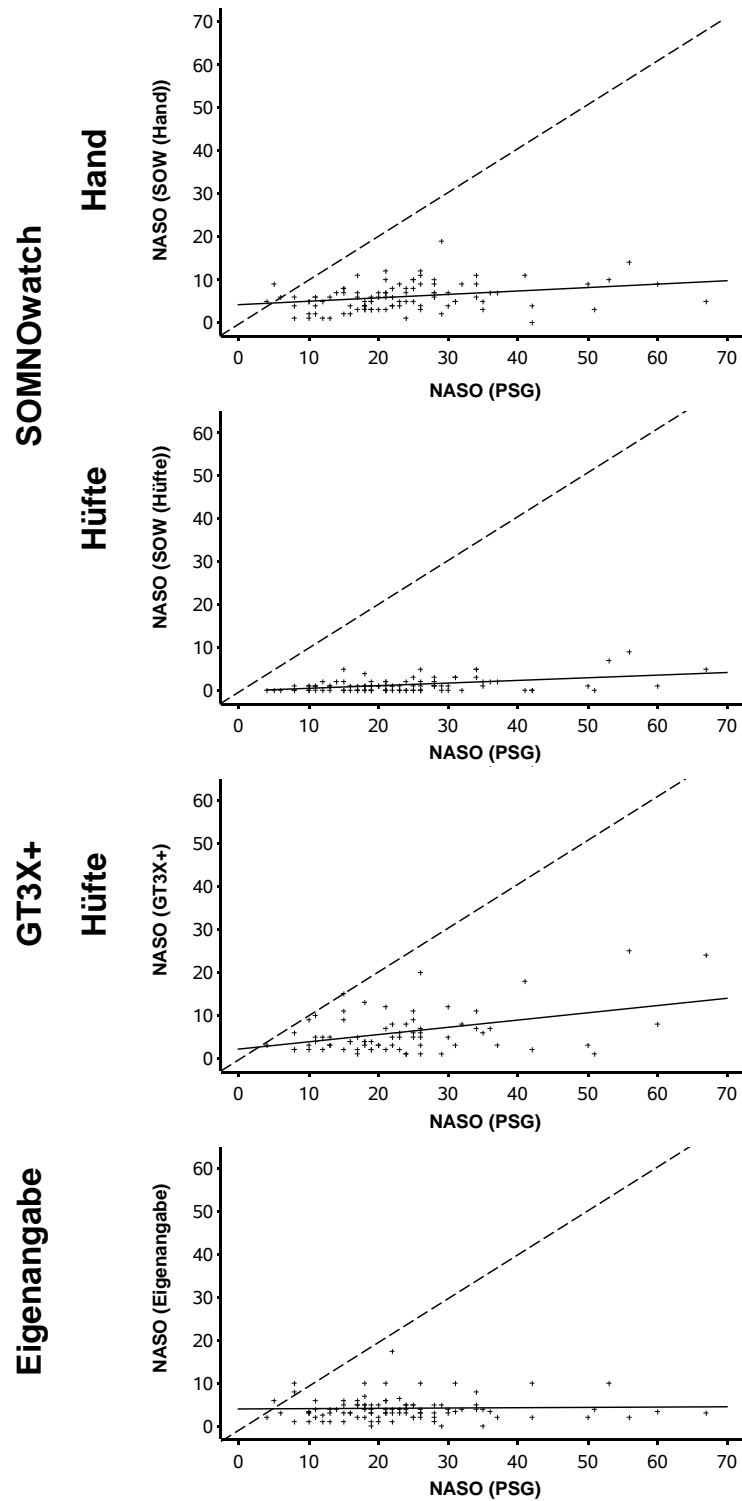 SOMNOwatch
Hand
NASO (SOW (Hand))
70
60
50
40
30
20
10
0
0 10 20 30 40 50 60 70
NASO (PSG)
Hüfte
NASO (SOW (Hüfte))
60
50
40
30
20
10
0
0 10 20 30 40 50 60 70
NASO (PSG)
GT3X+
Hüfte
NASO (GT3X+)
60
50
40
30
20
10
0
0 10 20 30 40 50 60 70
NASO (PSG)
Eigenangabe
NASO (Eigenangabe)
60
50
40
30
20
10
0
0 10 20 30 40 50 60 70
NASO (PSG)